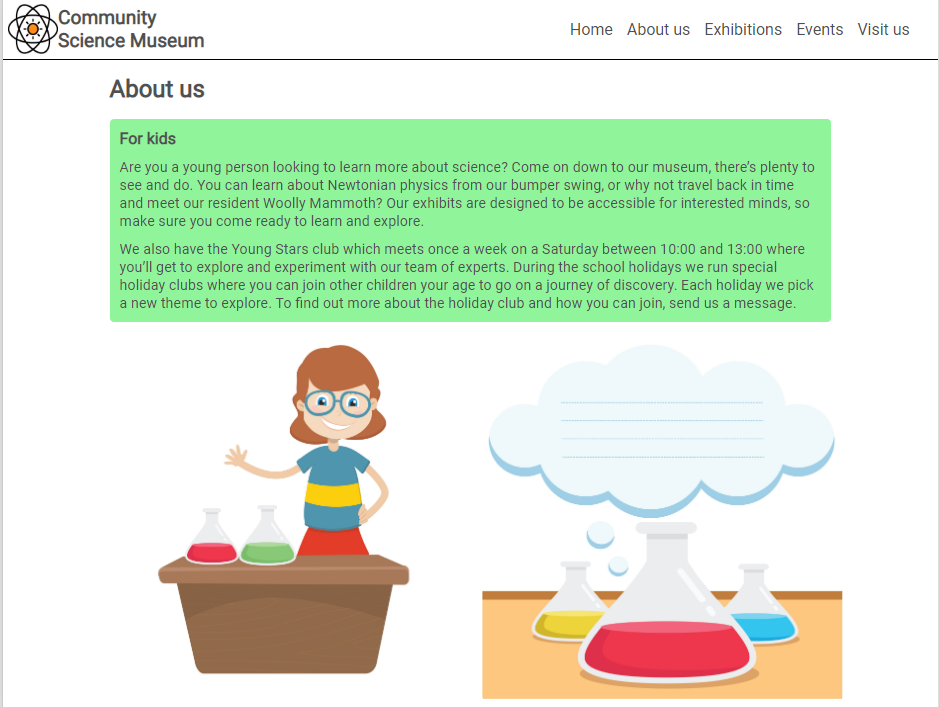 Community
Science Museum
Home About us Exhibitions Events Visit us
About us
For kids
Are you a young person looking to learn more about science? Come on down to our museum, there’s plenty to
see and do. You can learn about Newtonian physics from our bumper swing, or why not travel back in time
and meet our resident Woolly Mammoth? Our exhibits are designed to be accessible for interested minds, so
make sure you come ready to learn and explore.
We also have the Young Stars club which meets once a week on a Saturday between 10:00 and 13:00 where
you’ll get to explore and experiment with our team of experts. During the school holidays we run special
holiday clubs where you can join other children your age to go on a journey of discovery. Each holiday we pick
a new theme to explore. To find out more about the holiday club and how you can join, send us a message.